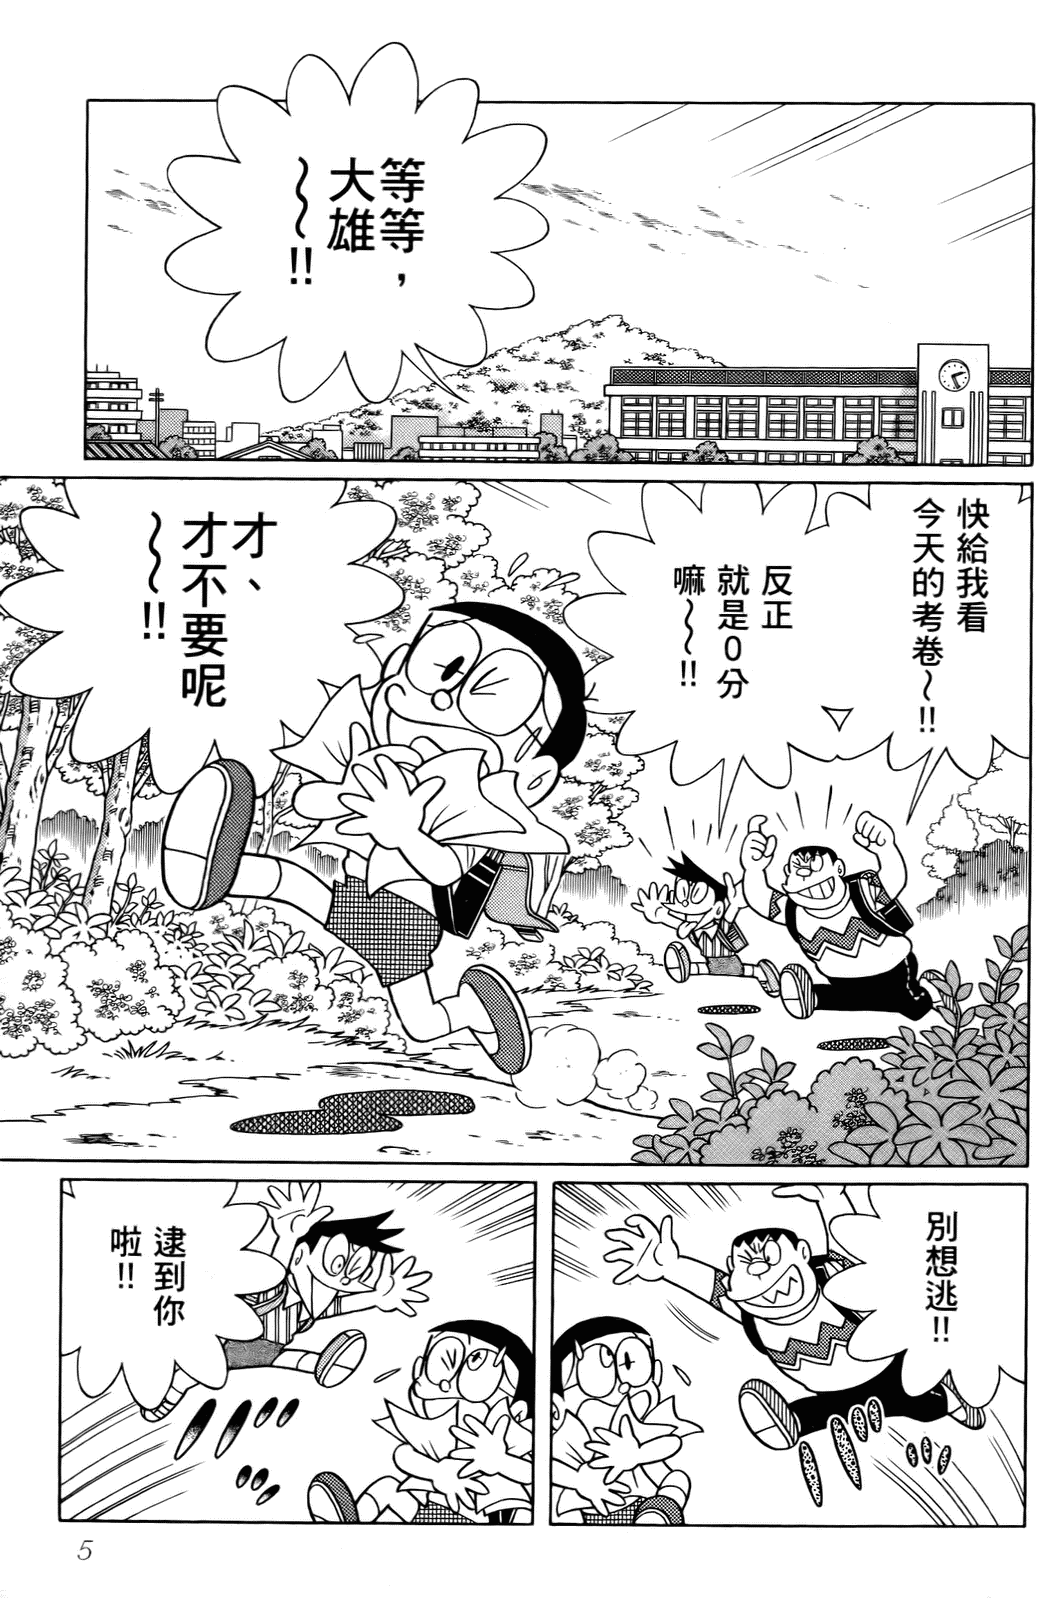 等等，
大雄
～～!!
快給我看
今天的考卷～!!
反正
就是0分
嘛～!!
才、
才不要呢
～～!!
別想逃!!
逮到你
啦!!
5